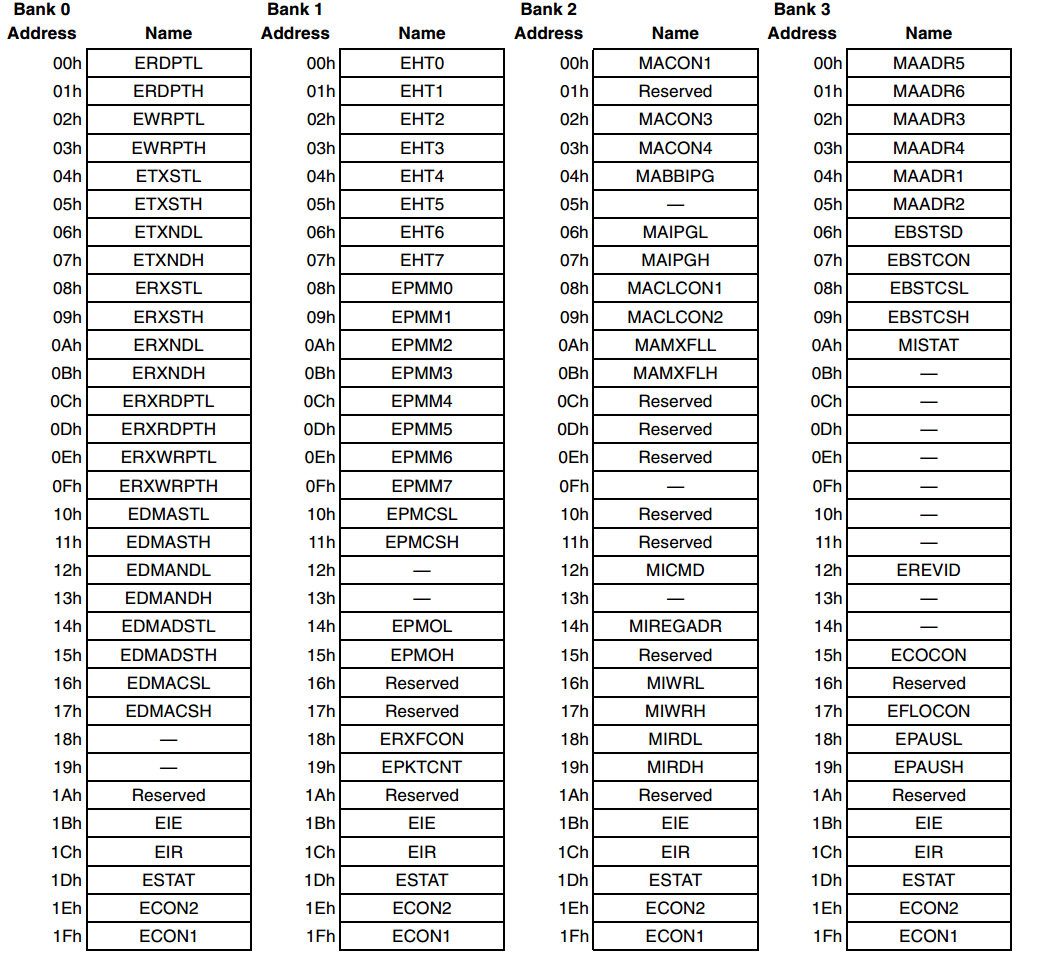 Bank 0 Bank 1 Bank 2 Bank 3
Address Name Address Name Address Name Address Name
00h ERDPTL 00h EHT0 00h MACON1 00h MAADR5
01h ERDPTH 01h EHT1 01h Reserved 01h MAADR6
02h EWRPTL 02h EHT2 02h MACON3 02h MAADR3
03h EWRPTH 03h EHT3 03h MACON4 03h MAADR4
04h ETXSTL 04h EHT4 04h MABBIPG 04h MAADR1
05h ETXSTH 05h EHT5 05h — 05h MAADR2
06h ETXNDL 06h EHT6 06h MAIPGL 06h EBSTSD
07h ETXNDH 07h EHT7 07h MAIPGH 07h EBSTCON
08h ERXSTL 08h EPMM0 08h MACLCON1 08h EBSTCSL
09h ERXSTH 09h EPMM1 09h MACLCON2 09h EBSTCSH
0Ah ERXNDL 0Ah EPMM2 0Ah MAMXFLL 0Ah MISTAT
0Bh ERXNDH 0Bh EPMM3 0Bh MAMXFLH 0Bh —
0Ch ERXRDPTL 0Ch EPMM4 0Ch Reserved 0Ch —
0Dh ERXRDPTH 0Dh EPMM5 0Dh Reserved 0Dh —
0Eh ERXWRPTL 0Eh EPMM6 0Eh Reserved 0Eh —
0Fh ERXWRPTH 0Fh EPMM7 0Fh — 0Fh —
10h EDMASTL 10h EPMCSL 10h Reserved 10h —
11h EDMASTH 11h EPMCSH 11h Reserved 11h —
12h EDMANDL 12h — 12h MICMD 12h EREVID
13h EDMANDH 13h — 13h — 13h —
14h EDMADSTL 14h EPMOL 14h MIREGADR 14h —
15h EDMADSTH 15h EPMOH 15h Reserved 15h ECOCON
16h EDMACSL 16h Reserved 16h MIWRL 16h Reserved
17h EDMACSH 17h Reserved 17h MIWRH 17h EFLOCON
18h — 18h ERXFCON 18h MIRDL 18h EPAUSL
19h — 19h EPKTCNT 19h MIRDH 19h EPAUSH
1Ah Reserved 1Ah Reserved 1Ah Reserved 1Ah Reserved
1Bh EIE 1Bh EIE 1Bh EIE 1Bh EIE
1Ch EIR 1Ch EIR 1Ch EIR 1Ch EIR
1Dh ESTAT 1Dh ESTAT 1Dh ESTAT 1Dh ESTAT
1Eh ECON2 1Eh ECON2 1Eh ECON2 1Eh ECON2
1Fh ECON1 1Fh ECON1 1Fh ECON1 1Fh ECON1